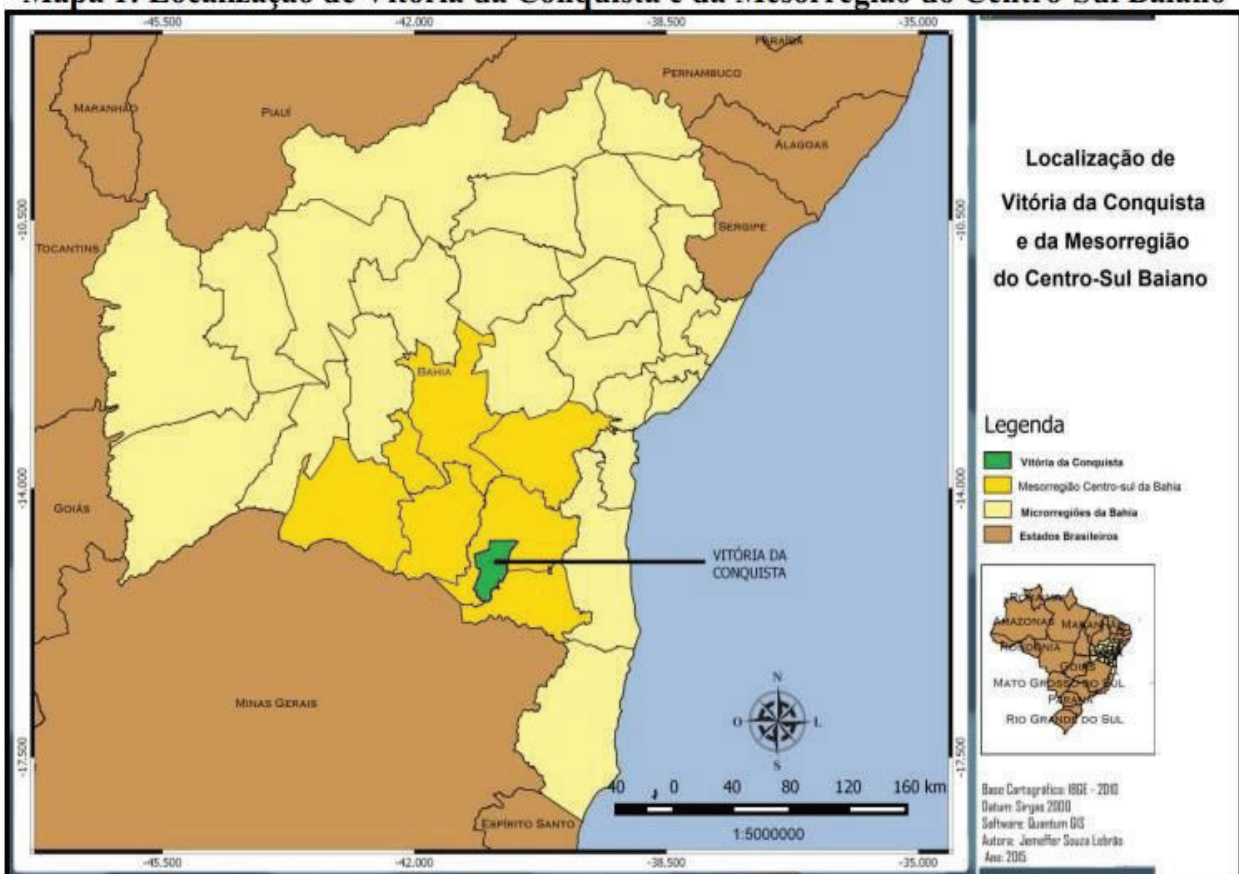 Mapa 1: Localização de Vitória da Conquista e da Mesorregião do Centro-Sul Baiano
-45.500 -42.000 -38.500 -35.000
PARAÍBA
PERNAMBUCO
MARANHÃO
PIAUÍ
ALAGOAS
-10.500 -10.500
SERGIPE
TOCANTINS
BAHIA
-14.000 -14.000
GOIÁS
VITÓRIA DA
CONQUISTA
MINAS GERAIS
N
O L
S
-17.500 -17.500
40 0 40 80 120 160 km
1:5000000
ESPÍRITO SANTO
-45.500 -42.000 -38.500 -35.000
Localização de
Vitória da Conquista
e da Mesorregião
do Centro-Sul Baiano
Legenda
Vitória da Conquista
Mesorregião Centro-sul da Bahia
Microrregiões da Bahia
Estados Brasileiros
AMAZONAS
RONDÔNIA
GOIÁS
MATO GROSSO DO SUL
PARANÁ
RIO GRANDE DO SUL
Base Cartográfica: IBGE - 2010
Datum: Sirgas 2000
Software: Quantum GIS
Autora: Jemeffer Souza Lebrão
Ano: 2015